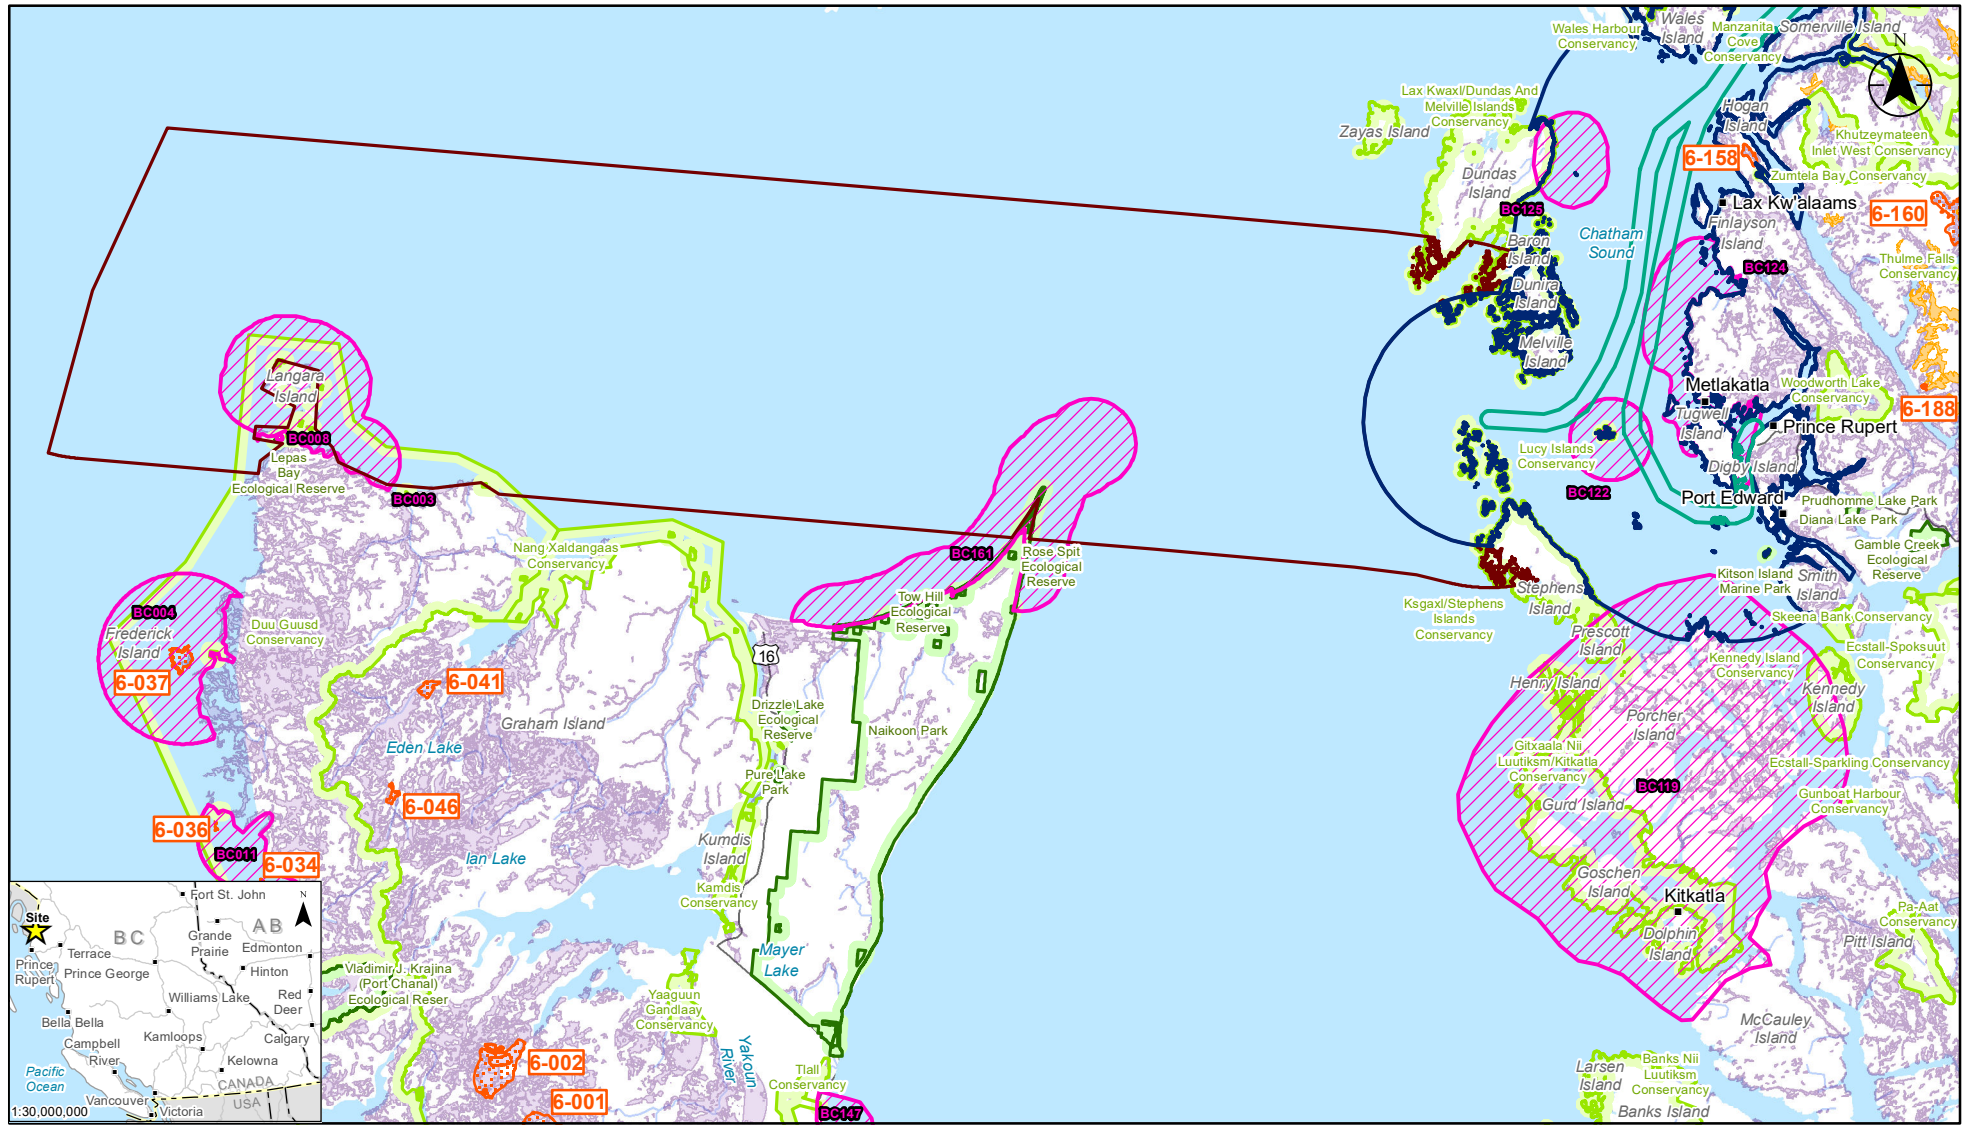 Wales Harbour
Conservancy
Wales
Island
Manzanita
Cove
Conservancy
Somerville Island
N
Lax Kwaxl/Dundas And
Melville Islands
Conservancy
Zayas Island
Hogan
Island
Khutzeymateen
Inlet West Conservancy
6-158
Zumtela Bay Conservancy
Dundas
Island
BC125
Lax Kw'alaams
6-160
Finlayson
Island
Chatham
Sound
Baron
Island
BC124
Thulme Falls
Conservancy
Dunira
Island
Melville
Island
Langara
Island
BC008
Lepas
Bay
Ecological Reserve
BC003
Metlakatla
Woodworth Lake
Conservancy
6-188
Tugwell
Island
Prince Rupert
Lucy Islands
Conservancy
Digby Island
BC122
Port Edward
Prudhomme Lake Park
Diana Lake Park
Gamble Creek
Ecological
Reserve
Nang Xaldangaas
Conservancy
BC161
Rose Spit
Ecological
Reserve
Kitson Island
Marine Park
Smith
Island
Tow Hill
Ecological
Reserve
Stephens
Island
Ksgaxl/Stephens
Islands
Conservancy
Skeena Bank Conservancy
BC004
Frederick
Island
Duu Guusd
Conservancy
6-037
Prescott
Island
Ecstall-Spoksuut
Conservancy
Kennedy Island
Conservancy
16
6-041
Henry Island
Kennedy
Island
Drizzle Lake
Ecological
Reserve
Graham Island
Naikoon Park
Porcher
Island
Eden Lake
Gitxaala Nii
Luutiksm/Kitkatla
Conservancy
Ecstall-Sparkling Conservancy
Pure Lake
Park
BC119
6-046
Gurd Island
Gunboat Harbour
Conservancy
6-036
BC011
6-034
Ian Lake
Kumdis
Island
Kamdis
Conservancy
Goschen
Island
Kitkatla
Pa-Aat
Conservancy
Dolphin
Island
Pitt Island
Mayer
Lake
Vladimir J. Krajina
(Port Chanal)
Ecological Reser
Yaaguun
Gandlaay
Conservancy
McCauley
Island
Yakoun
River
6-002
6-001
Tlall
Conservancy
BC147
Larsen
Island
Banks Nii
Luutiksm
Conservancy
Banks Island
Fort St. John
N
Site
BC
AB
Grande
Prairie
Edmonton
Terrace
Prince
Rupert
Prince George
Hinton
Williams Lake
Red
Deer
Bella Bella
Kamloops
Calgary
Campbell
River
Kelowna
Pacific
Ocean
CANADA
USA
Vancouver
Victoria
1:30,000,000